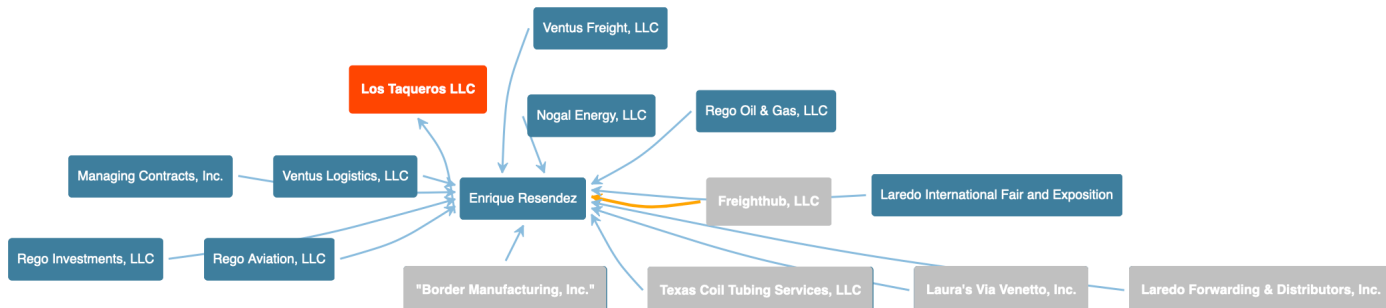 Ventus Freight, LLC
Los Taqueros LLC
Nogal Energy, LLC
Rego Oil & Gas, LLC
Managing Contracts, Inc.
Ventus Logistics, LLC
Enrique Resendez
Freighthub, LLC
Laredo International Fair and Exposition
Rego Investments, LLC
Rego Aviation, LLC
"Border Manufacturing, Inc."
Texas Coil Tubing Services, LLC
Laura's Via Venetto, Inc.
Laredo Forwarding & Distributors, Inc.